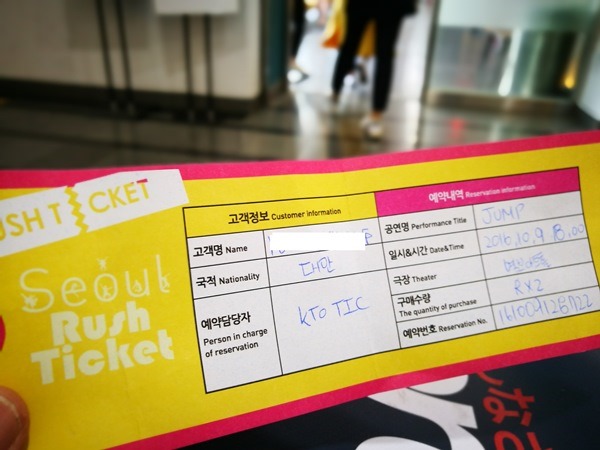 USH TICKET
Seoul
Rush
Ticket
고객정보 Customer information
고객명 Name
국적 Nationality 대만
예약담당자
Person in charge
of reservation
KTO TIC
예약내역 Reservation information
공연명 Performance Title JUMP
일시&시간 Date&Time 2016.10.9 18:00
극장 Theater
구매수량
The quantity of purchase
RX2
예약번호 Reservation No.